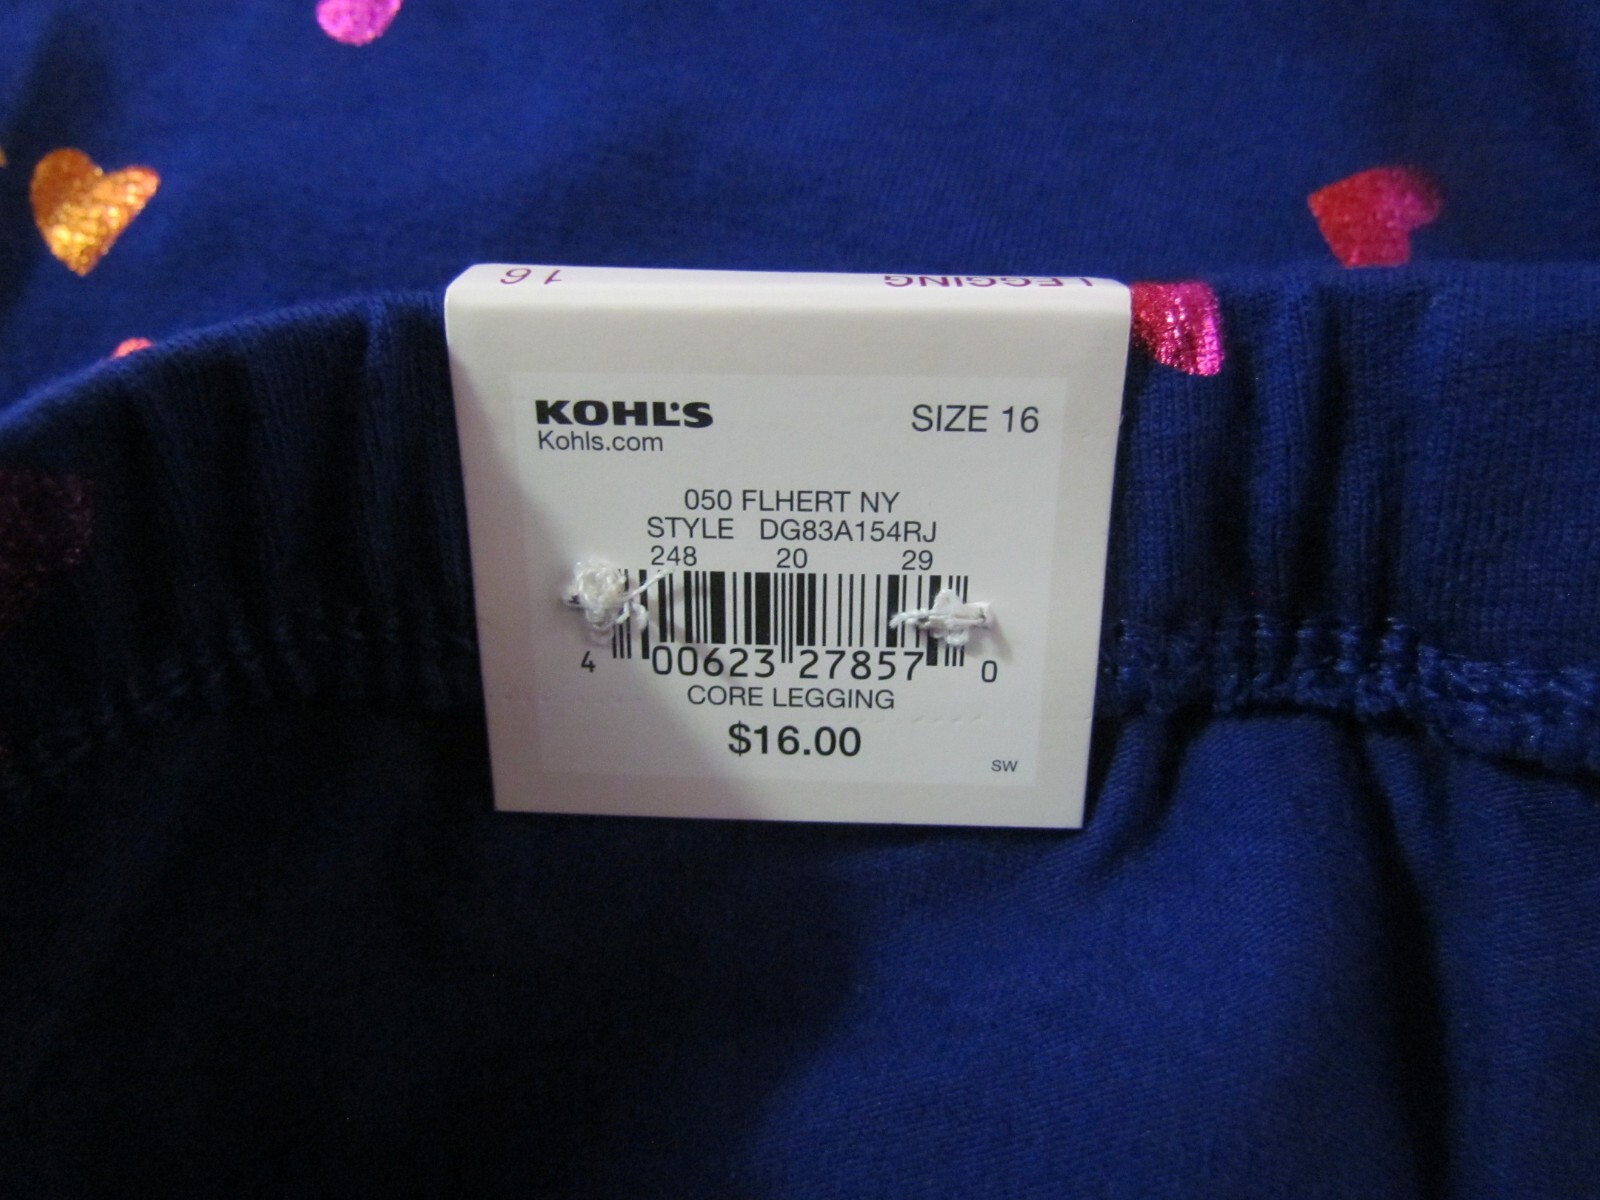 16 LEGGING
KOHL'S
Kohls.com
SIZE 16
050 FLHERT NY
STYLE DG83A154RJ
248 20 29
4 00623 27857 0
CORE LEGGING
$16.00
SW